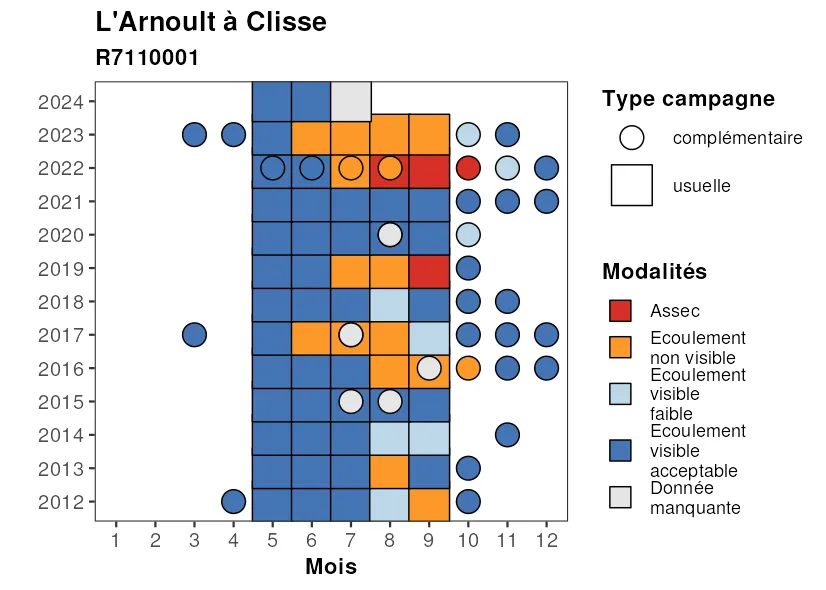 L'Arnoult à Clisse
R7110001
2024
2023
2022
2021
2020
2019
2018
2017
2016
2015
2014
2013
2012
1 2 3 4 5 6 7 8 9 10 11 12
Mois
Type campagne
complémentaire
usuelle
Modalités
Assec
Ecoulement
non visible
Ecoulement
visible
faible
Ecoulement
visible
acceptable
Donnée
manquante